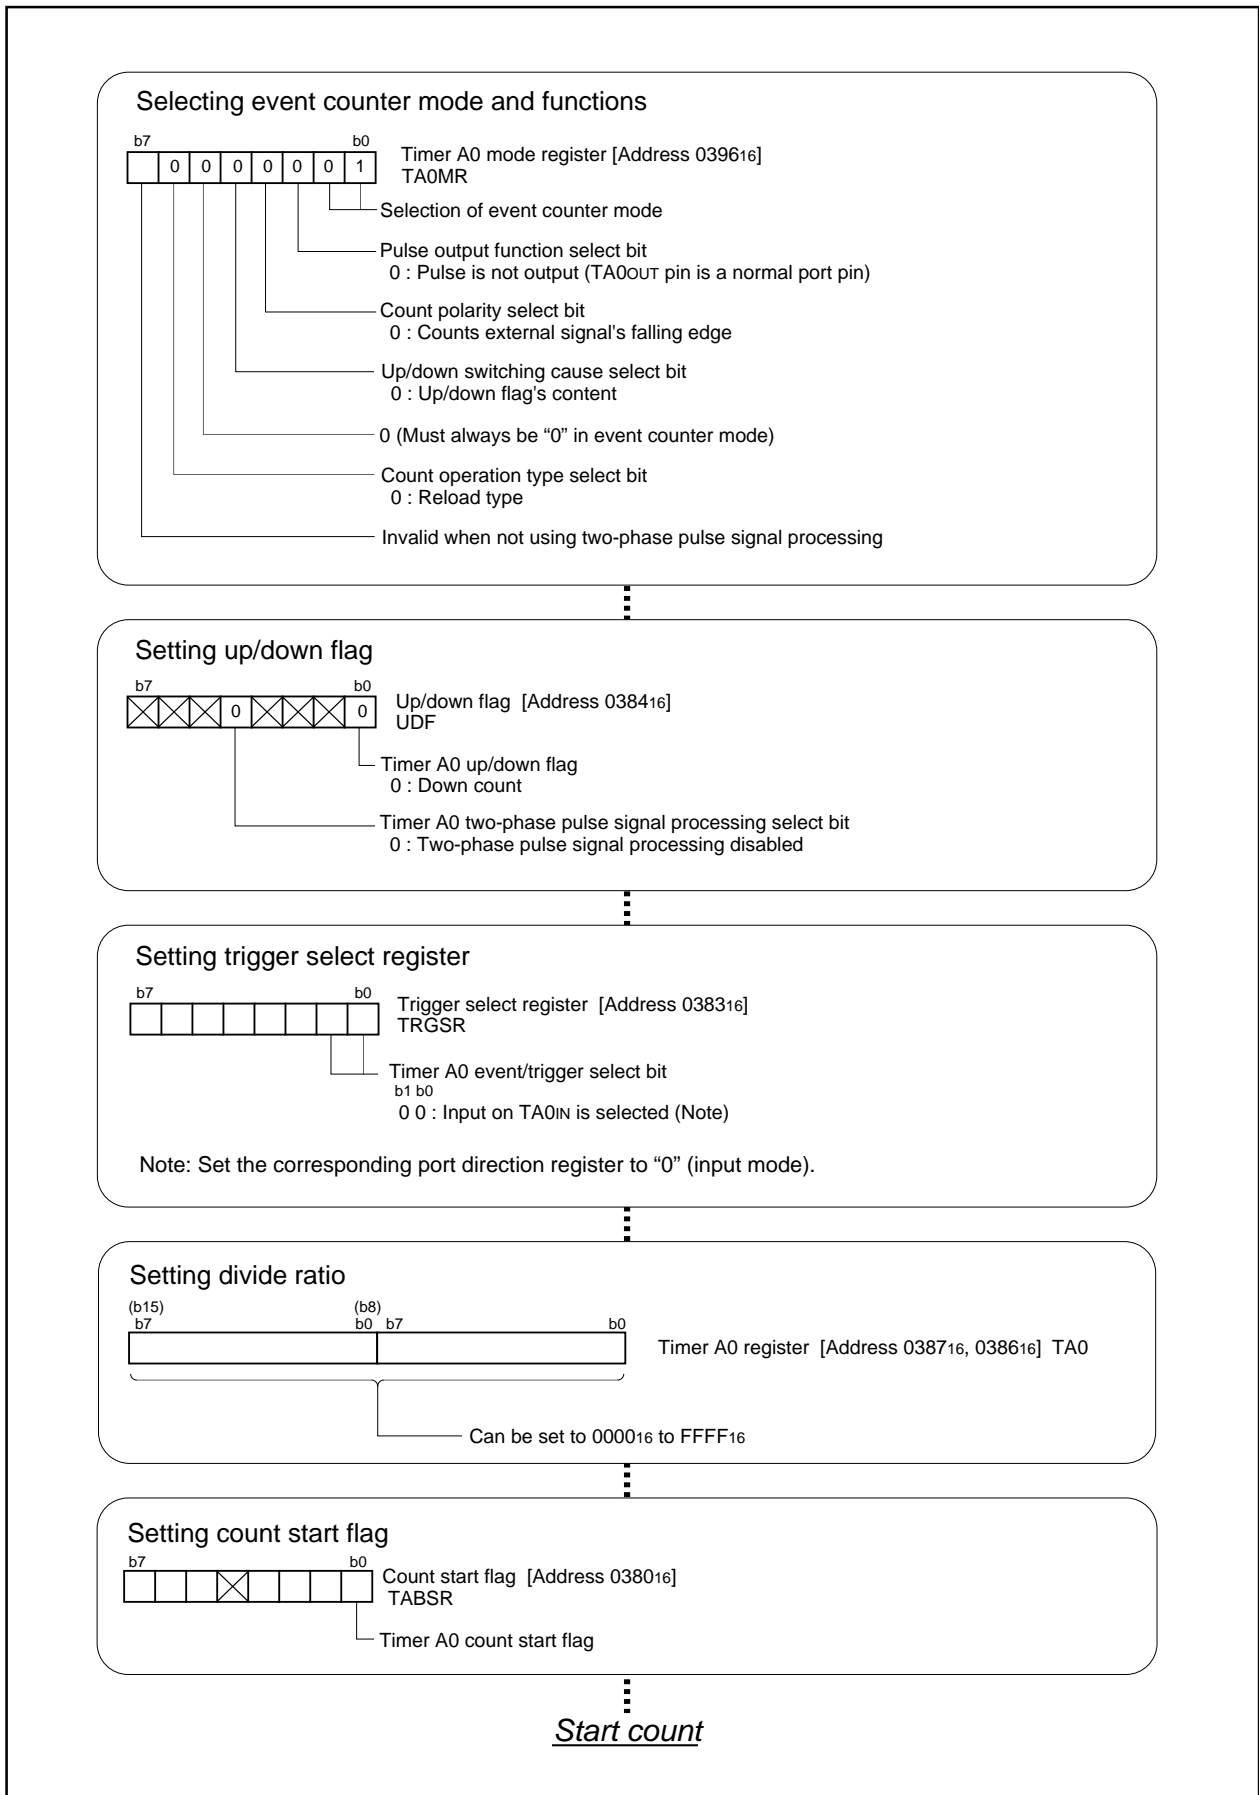 Selecting event counter mode and functions
b7 b0
0 0 0 0 0 0 1
Timer A0 mode register [Address 039616]
TA0MR
Selection of event counter mode
Pulse output function select bit
0 : Pulse is not output (TA0OUT pin is a normal port pin)
Count polarity select bit
0 : Counts external signal's falling edge
Up/down switching cause select bit
0 : Up/down flag's content
0 (Must always be “0” in event counter mode)
Count operation type select bit
0 : Reload type
Invalid when not using two-phase pulse signal processing
Setting up/down flag
b7 b0
0 0
Up/down flag [Address 038416]
UDF
Timer A0 up/down flag
0 : Down count
Timer A0 two-phase pulse signal processing select bit
0 : Two-phase pulse signal processing disabled
Setting trigger select register
b7 b0
Trigger select register [Address 038316]
TRGSR
Timer A0 event/trigger select bit
b1 b0
0 0 : Input on TA0IN is selected (Note)
Note: Set the corresponding port direction register to “0” (input mode).
Setting divide ratio
(b15) (b8)
b7 b0 b7 b0
Timer A0 register [Address 038716, 038616] TA0
Can be set to 000016 to FFFF16
Setting count start flag
b7 b0
Count start flag [Address 038016]
TABSR
Timer A0 count start flag
Start count